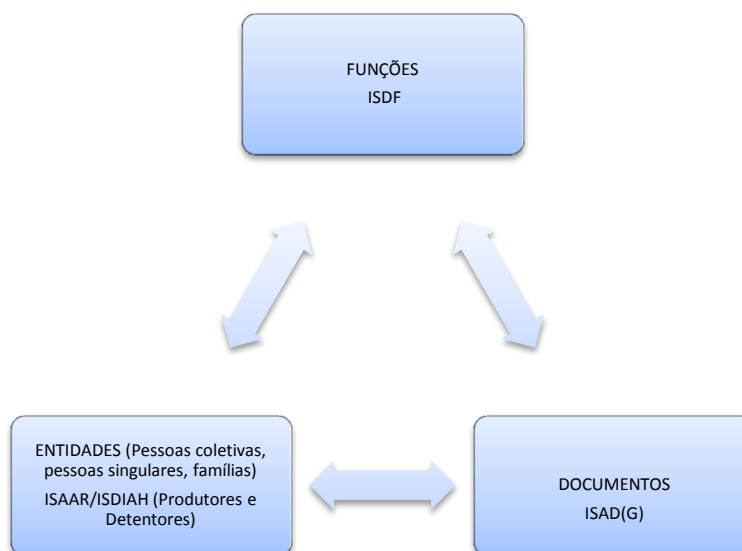 FUNÇÕES
ISDF
ENTIDADES (Pessoas coletivas,
pessoas singulares, famílias)
ISAAR/ISDIAH (Produtores e
Detentores)
DOCUMENTOS
ISAD(G)